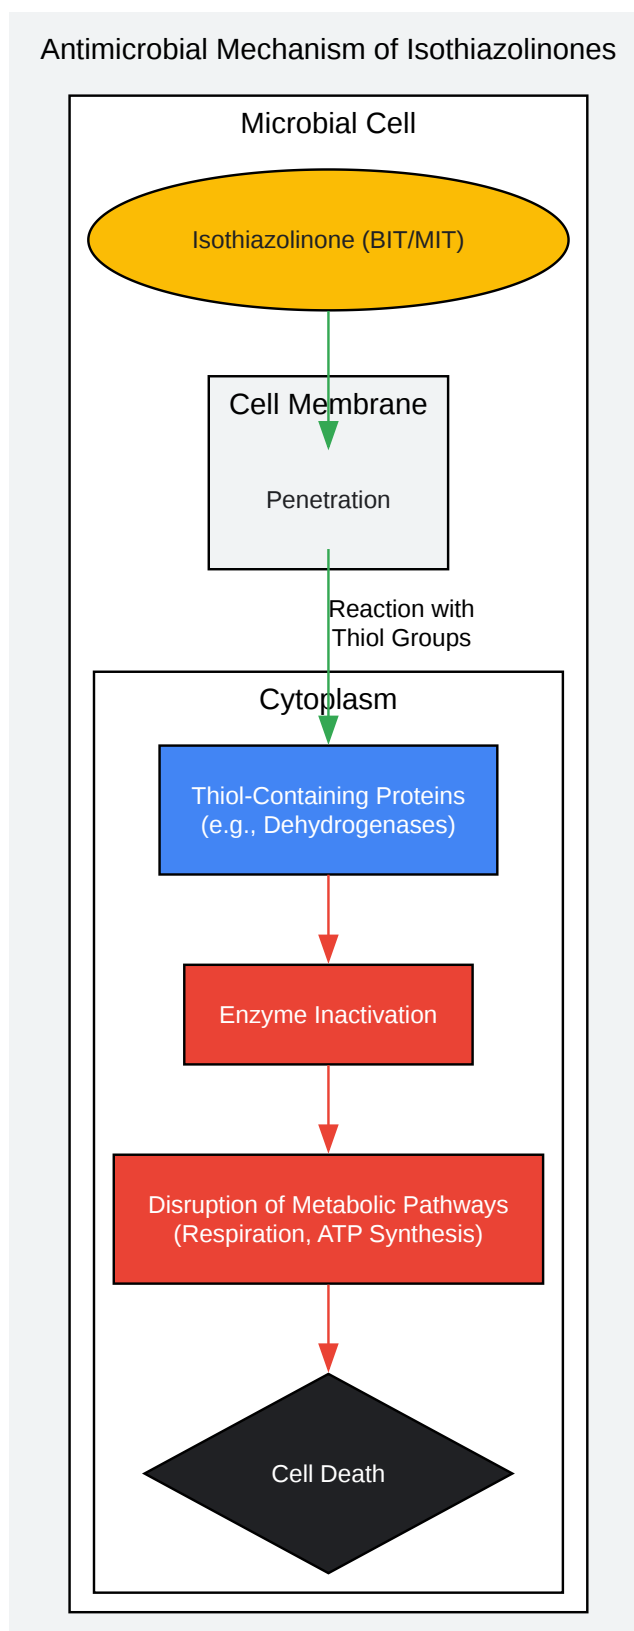 Antimicrobial Mechanism of Isothiazolinones
Microbial Cell
Isothiazolinone (BIT/MIT)
Cell Membrane
Penetration
Reaction with
Thiol Groups
Cytoplasm
Thiol-Containing Proteins
(e.g., Dehydrogenases)
Enzyme Inactivation
Disruption of Metabolic Pathways
(Respiration, ATP Synthesis)
Cell Death